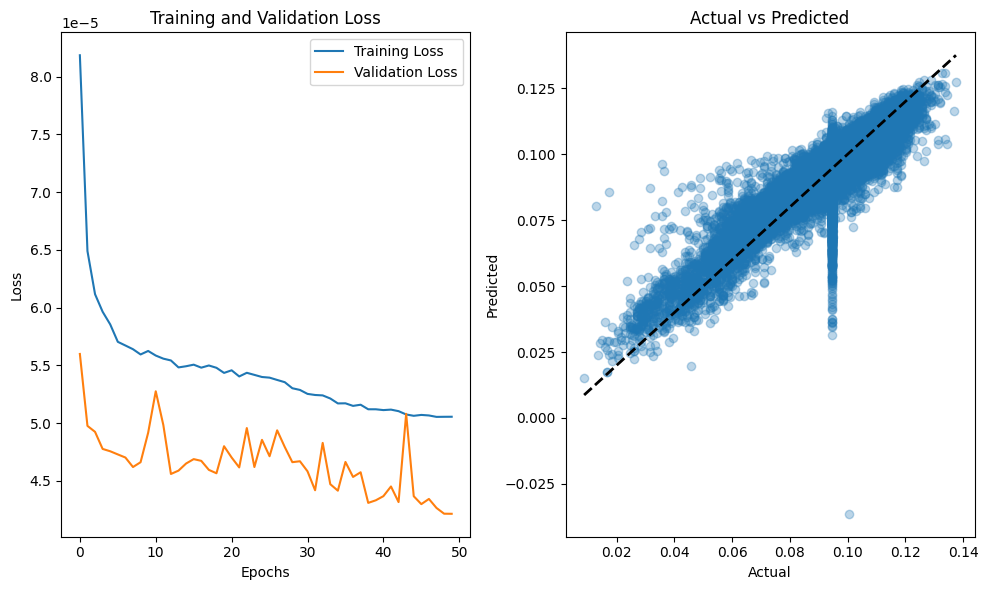 Training and Validation Loss
1e−5
Training Loss
Validation Loss
8.0
7.5
7.0
6.5
6.0
5.5
5.0
4.5
Loss
0 10 20 30 40 50
Epochs
Actual vs Predicted
0.125
0.100
0.075
0.050
0.025
0.000
−0.025
Predicted
0.02 0.04 0.06 0.08 0.10 0.12 0.14
Actual